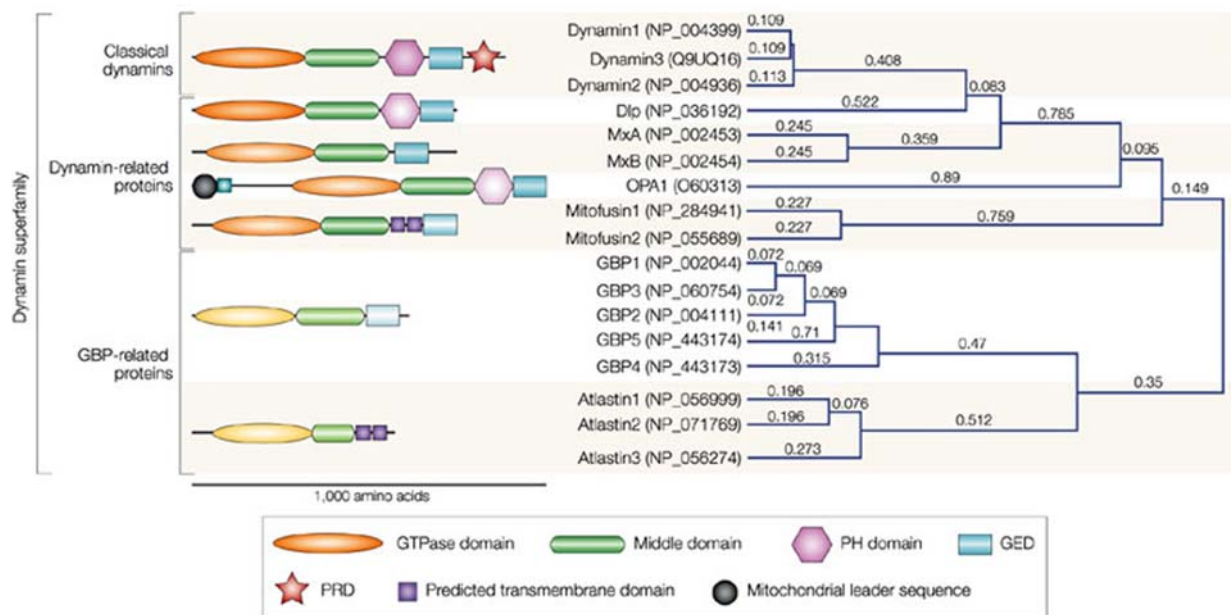 Dynamin superfamily
Classical
dynamins
Dynamin-related
proteins
GBP-related
proteins
1,000 amino acids
Dynamin1 (NP_004399)
Dynamin3 (Q9UQ16)
Dynamin2 (NP_004936)
Dlp (NP_036192)
MxA (NP_002453)
MxB (NP_002454)
OPA1 (O60313)
Mitofusin1 (NP_284941)
Mitofusin2 (NP_055689)
GBP1 (NP_002044)
GBP3 (NP_060754)
GBP2 (NP_004111)
GBP5 (NP_443174)
GBP4 (NP_443173)
Atlastin1 (NP_056999)
Atlastin2 (NP_071769)
Atlastin3 (NP_056274)
0.109
0.109
0.113
0.408
0.083
0.522
0.785
0.245
0.359
0.245
0.095
0.89
0.149
0.227
0.759
0.227
0.072
0.069
0.072
0.069
0.141
0.71
0.47
0.315
0.35
0.196
0.076
0.196
0.512
0.273
GTPase domain
Middle domain
PH domain
GED
PRD
Predicted transmembrane domain
Mitochondrial leader sequence